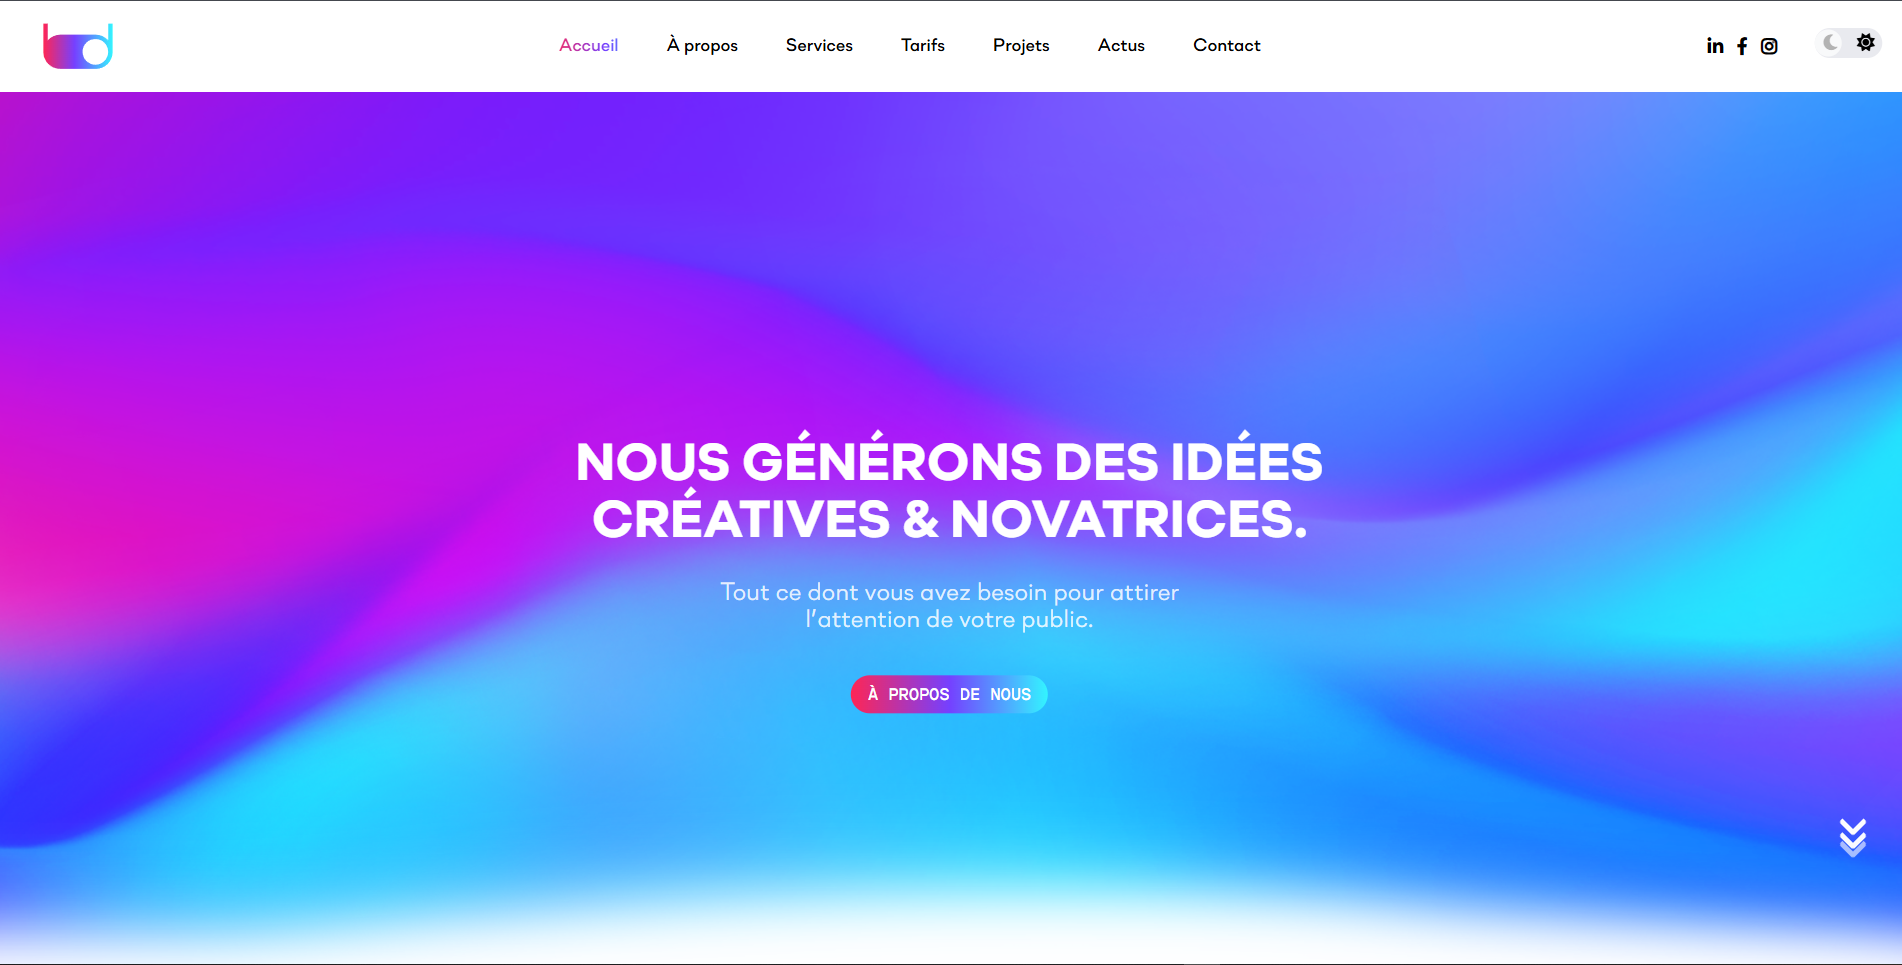 Accueil À propos Services Tarifs Projets Actus Contact
NOUS GÉNÉRONS DES IDÉES
CRÉATIVES & NOVATRICES.
Tout ce dont vous avez besoin pour attirer
l’attention de votre public.
À PROPOS DE NOUS